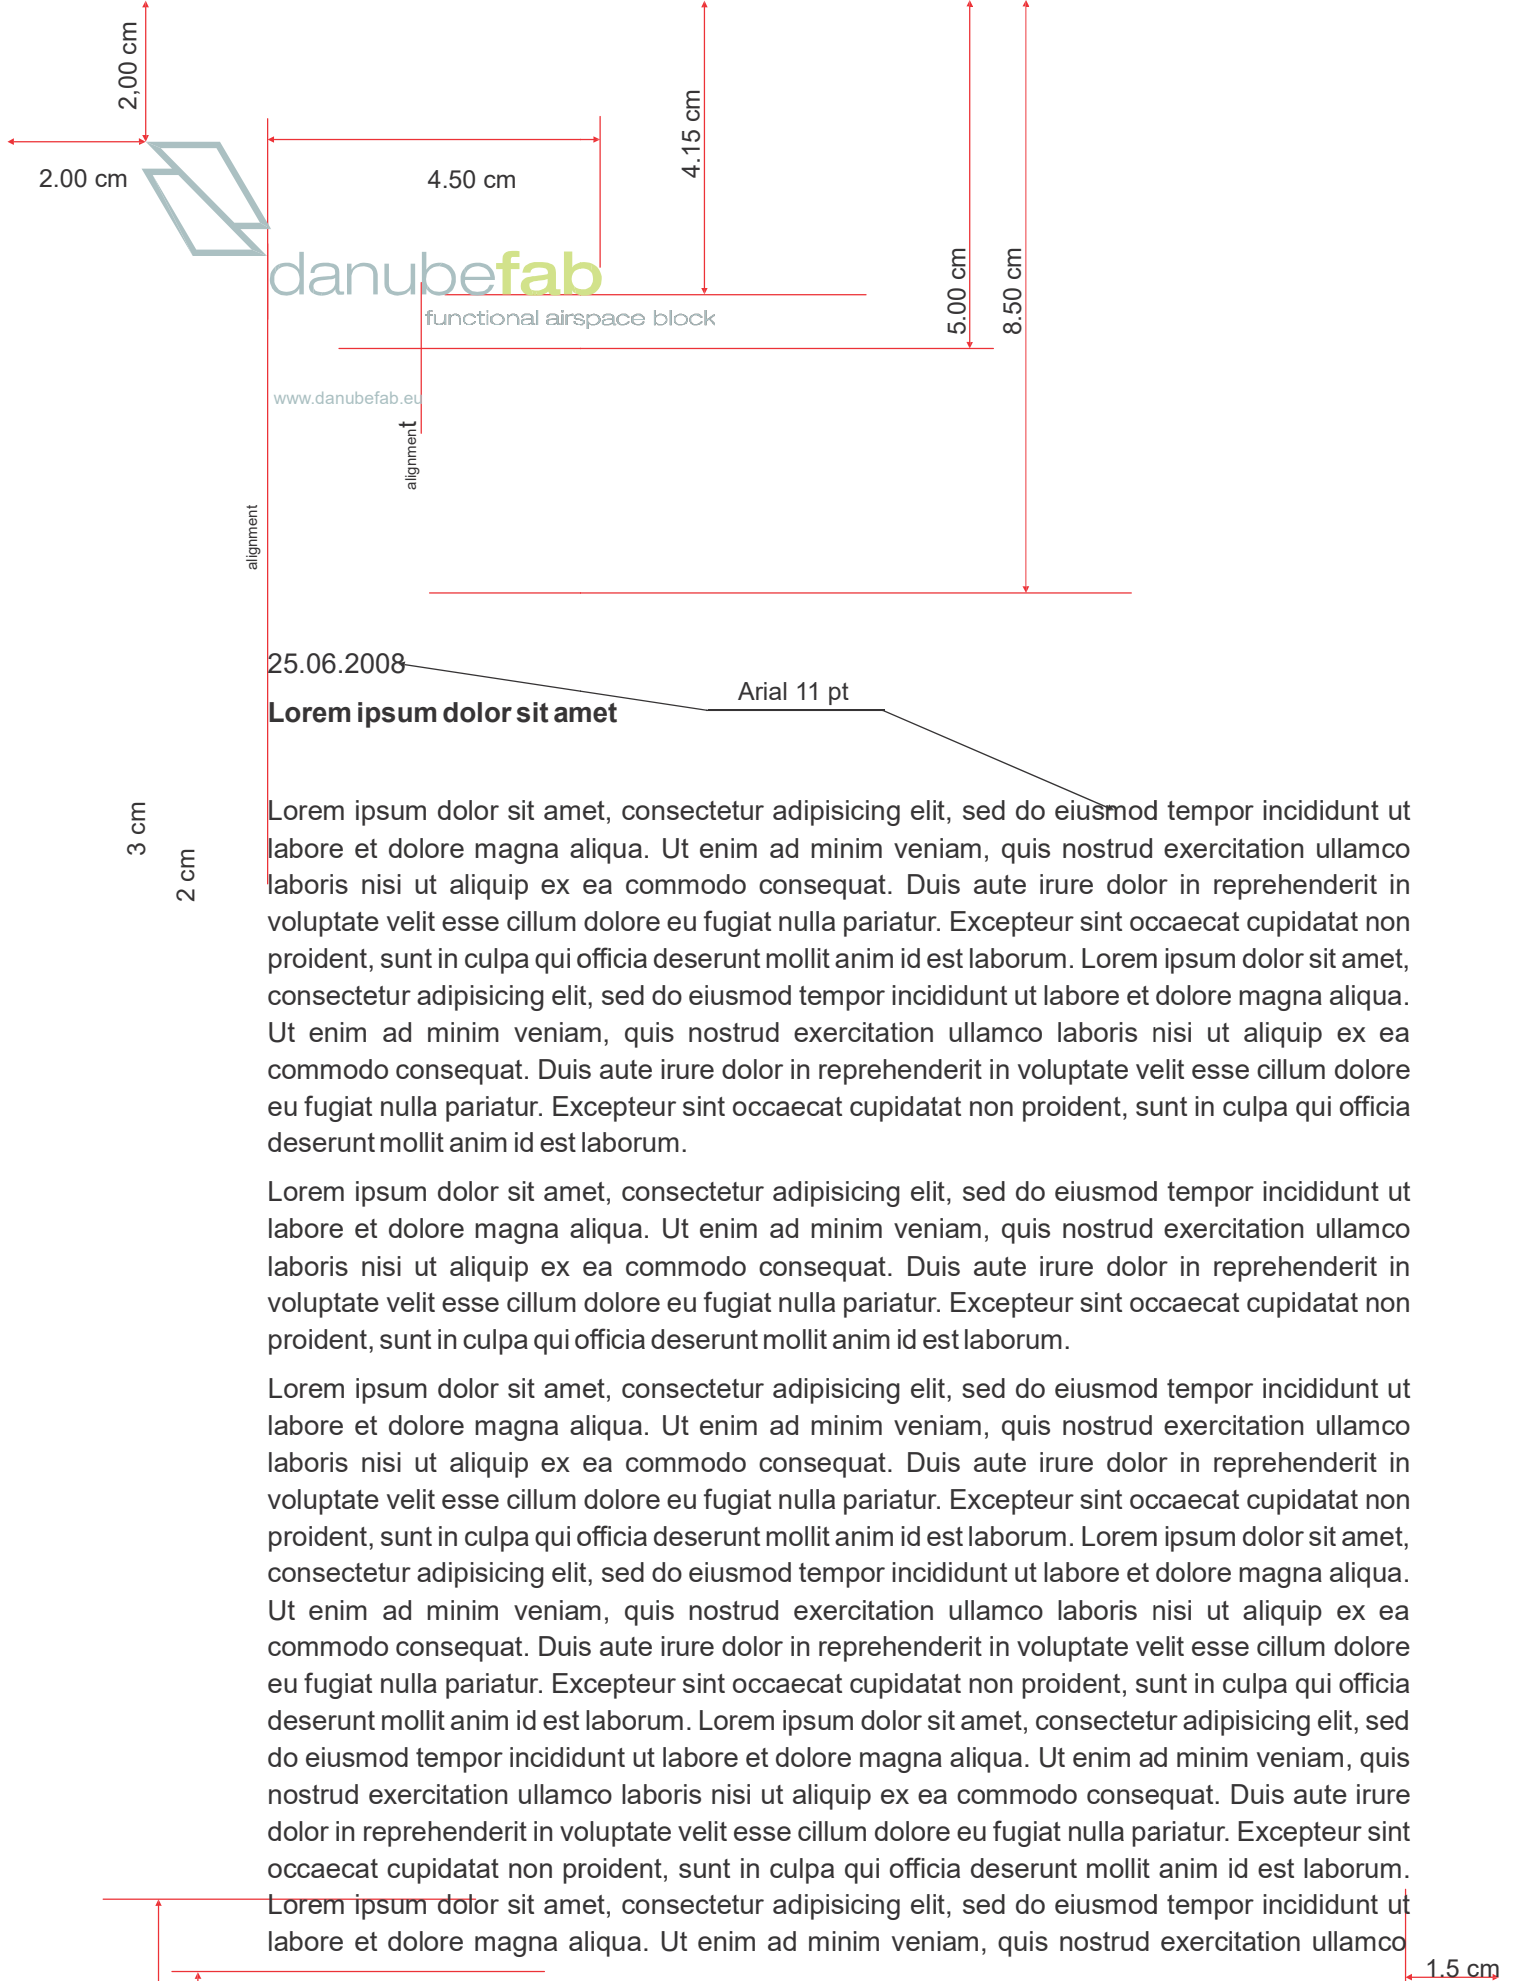 2,00 cm
2.00 cm
4.50 cm
4.15 cm
5.00 cm
8.50 cm
danubefab
functional airspace block
www.danubefab.eu
alignment
alignment
25.06.2008
Arial 11 pt
Lorem ipsum dolor sit amet
3 cm
2 cm
Lorem ipsum dolor sit amet, consectetur adipisicing elit, sed do eiusmod tempor incididunt ut
labore et dolore magna aliqua. Ut enim ad minim veniam, quis nostrud exercitation ullamco
laboris nisi ut aliquip ex ea commodo consequat. Duis aute irure dolor in reprehenderit in
voluptate velit esse cillum dolore eu fugiat nulla pariatur. Excepteur sint occaecat cupidatat non
proident, sunt in culpa qui officia deserunt mollit anim id est laborum. Lorem ipsum dolor sit amet,
consectetur adipisicing elit, sed do eiusmod tempor incididunt ut labore et dolore magna aliqua.
Ut enim ad minim veniam, quis nostrud exercitation ullamco laboris nisi ut aliquip ex ea
commodo consequat. Duis aute irure dolor in reprehenderit in voluptate velit esse cillum dolore
eu fugiat nulla pariatur. Excepteur sint occaecat cupidatat non proident, sunt in culpa qui officia
deserunt mollit anim id est laborum.
Lorem ipsum dolor sit amet, consectetur adipisicing elit, sed do eiusmod tempor incididunt ut
labore et dolore magna aliqua. Ut enim ad minim veniam, quis nostrud exercitation ullamco
laboris nisi ut aliquip ex ea commodo consequat. Duis aute irure dolor in reprehenderit in
voluptate velit esse cillum dolore eu fugiat nulla pariatur. Excepteur sint occaecat cupidatat non
proident, sunt in culpa qui officia deserunt mollit anim id est laborum.
Lorem ipsum dolor sit amet, consectetur adipisicing elit, sed do eiusmod tempor incididunt ut
labore et dolore magna aliqua. Ut enim ad minim veniam, quis nostrud exercitation ullamco
laboris nisi ut aliquip ex ea commodo consequat. Duis aute irure dolor in reprehenderit in
voluptate velit esse cillum dolore eu fugiat nulla pariatur. Excepteur sint occaecat cupidatat non
proident, sunt in culpa qui officia deserunt mollit anim id est laborum. Lorem ipsum dolor sit amet,
consectetur adipisicing elit, sed do eiusmod tempor incididunt ut labore et dolore magna aliqua.
Ut enim ad minim veniam, quis nostrud exercitation ullamco laboris nisi ut aliquip ex ea
commodo consequat. Duis aute irure dolor in reprehenderit in voluptate velit esse cillum dolore
eu fugiat nulla pariatur. Excepteur sint occaecat cupidatat non proident, sunt in culpa qui officia
deserunt mollit anim id est laborum. Lorem ipsum dolor sit amet, consectetur adipisicing elit, sed
do eiusmod tempor incididunt ut labore et dolore magna aliqua. Ut enim ad minim veniam, quis
nostrud exercitation ullamco laboris nisi ut aliquip ex ea commodo consequat. Duis aute irure
dolor in reprehenderit in voluptate velit esse cillum dolore eu fugiat nulla pariatur. Excepteur sint
occaecat cupidatat non proident, sunt in culpa qui officia deserunt mollit anim id est laborum.
Lorem ipsum dolor sit amet, consectetur adipisicing elit, sed do eiusmod tempor incididunt ut
labore et dolore magna aliqua. Ut enim ad minim veniam, quis nostrud exercitation ullamco
1.5 cm